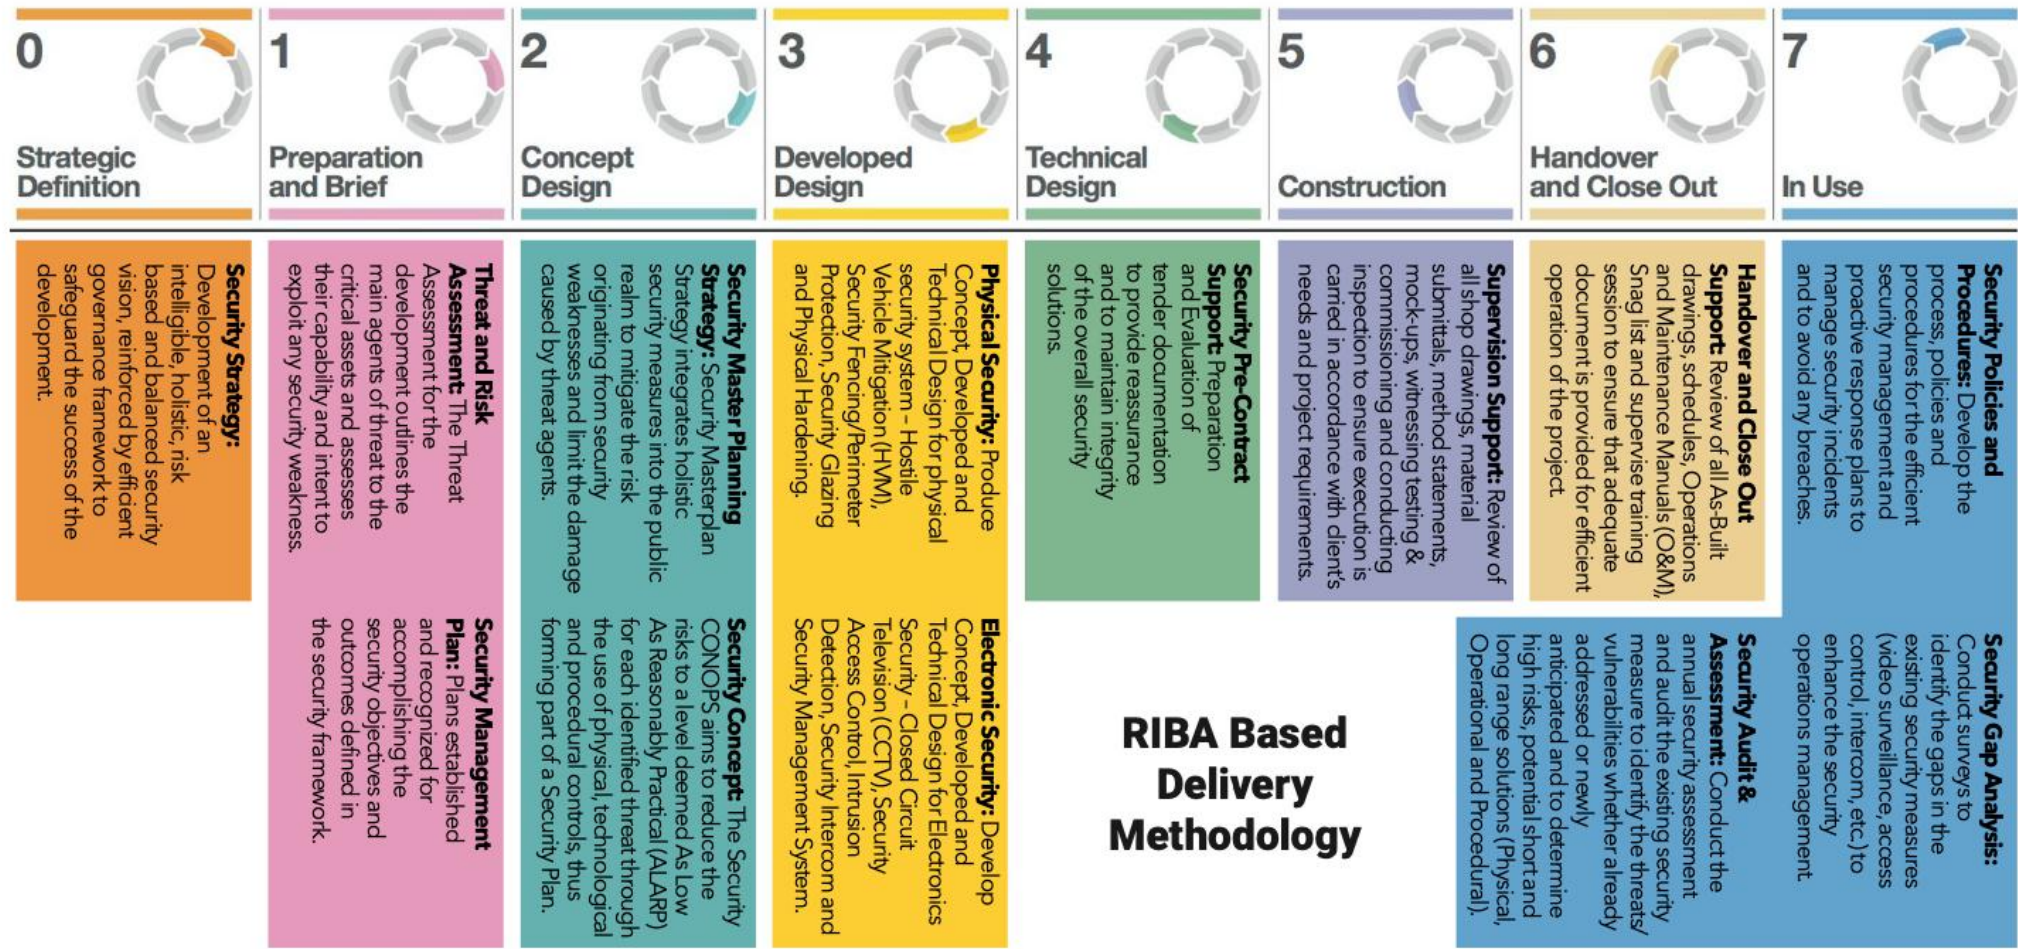 0
Strategic
Definition
1
Preparation
and Brief
2
Concept
Design
3
Developed
Design
4
Technical
Design
5
Construction
6
Handover
and Close Out
7
In Use
Security Strategy:
Development of an
intelligible, holistic, risk
based and balanced security
vision, reinforced by efficient
governance framework to
safeguard the success of the
development.
Threat and Risk
Assessment: The Threat
Assessment for the
development outlines the
main agents of threat to the
critical assets and assesses
their capability and intent to
exploit any security weakness.
Security Management
Plan: Plans established
and recognized for
accomplishing the
security objectives and
outcomes defined in
the security framework.
Security Master Planning
Strategy: Security Masterplan
Strategy integrates holistic
security measures into the public
realm to mitigate the risk
originating from security
weaknesses and limit the damage
caused by threat agents.
Security Concept: The Security
CONOPS aims to reduce the
risks to a level deemed As Low
As Reasonably Practical (ALARP)
for each identified threat through
the use of physical, technological
and procedural controls, thus
forming part of a Security Plan.
Physical Security: Produce
Concept, Developed and
Technical Design for physical
security system – Hostile
Vehicle Mitigation (HVM),
Security Fencing/Perimeter
Protection, Security Glazing
and Physical Hardening.
Electronic Security: Develop
Concept, Developed and
Technical Design for Electronics
Security – Closed Circuit
Television (CCTV), Security
Access Control, Intrusion
Detection, Security Intercom and
Security Management System.
Security Pre-Contract
Support: Preparation
and Evaluation of
tender documentation
to provide reassurance
and to maintain integrity
of the overall security
solutions.
Supervision Support: Review of
all shop drawings, material
submittals, method statements,
mock-ups, witnessing testing &
commissioning and conducting
inspection to ensure execution is
carried in accordance with client's
needs and project requirements.
Handover and Close Out
Support: Review of all As-Built
drawings, schedules, Operations
and Maintenance Manuals (O&M),
Snag list and supervise training
session to ensure that adequate
document is provided for efficient
operation of the project.
Security Policies and
Procedures: Develop the
process, policies and
procedures for the efficient
security management and
proactive response plans to
manage security incidents
and to avoid any breaches.
Security Gap Analysis:
Conduct surveys to
identify the gaps in the
existing security measures
(video surveillance, access
control, intercom, etc.) to
enhance the security
operations management.
Security Audit &
Assessment: Conduct the
annual security assessment
and audit the existing security
measure to identify the threats/
vulnerabilities whether already
addressed or newly
anticipated and to determine
high risks, potential short and
long range solutions (Physical,
Operational and Procedural).
RIBA Based
Delivery
Methodology